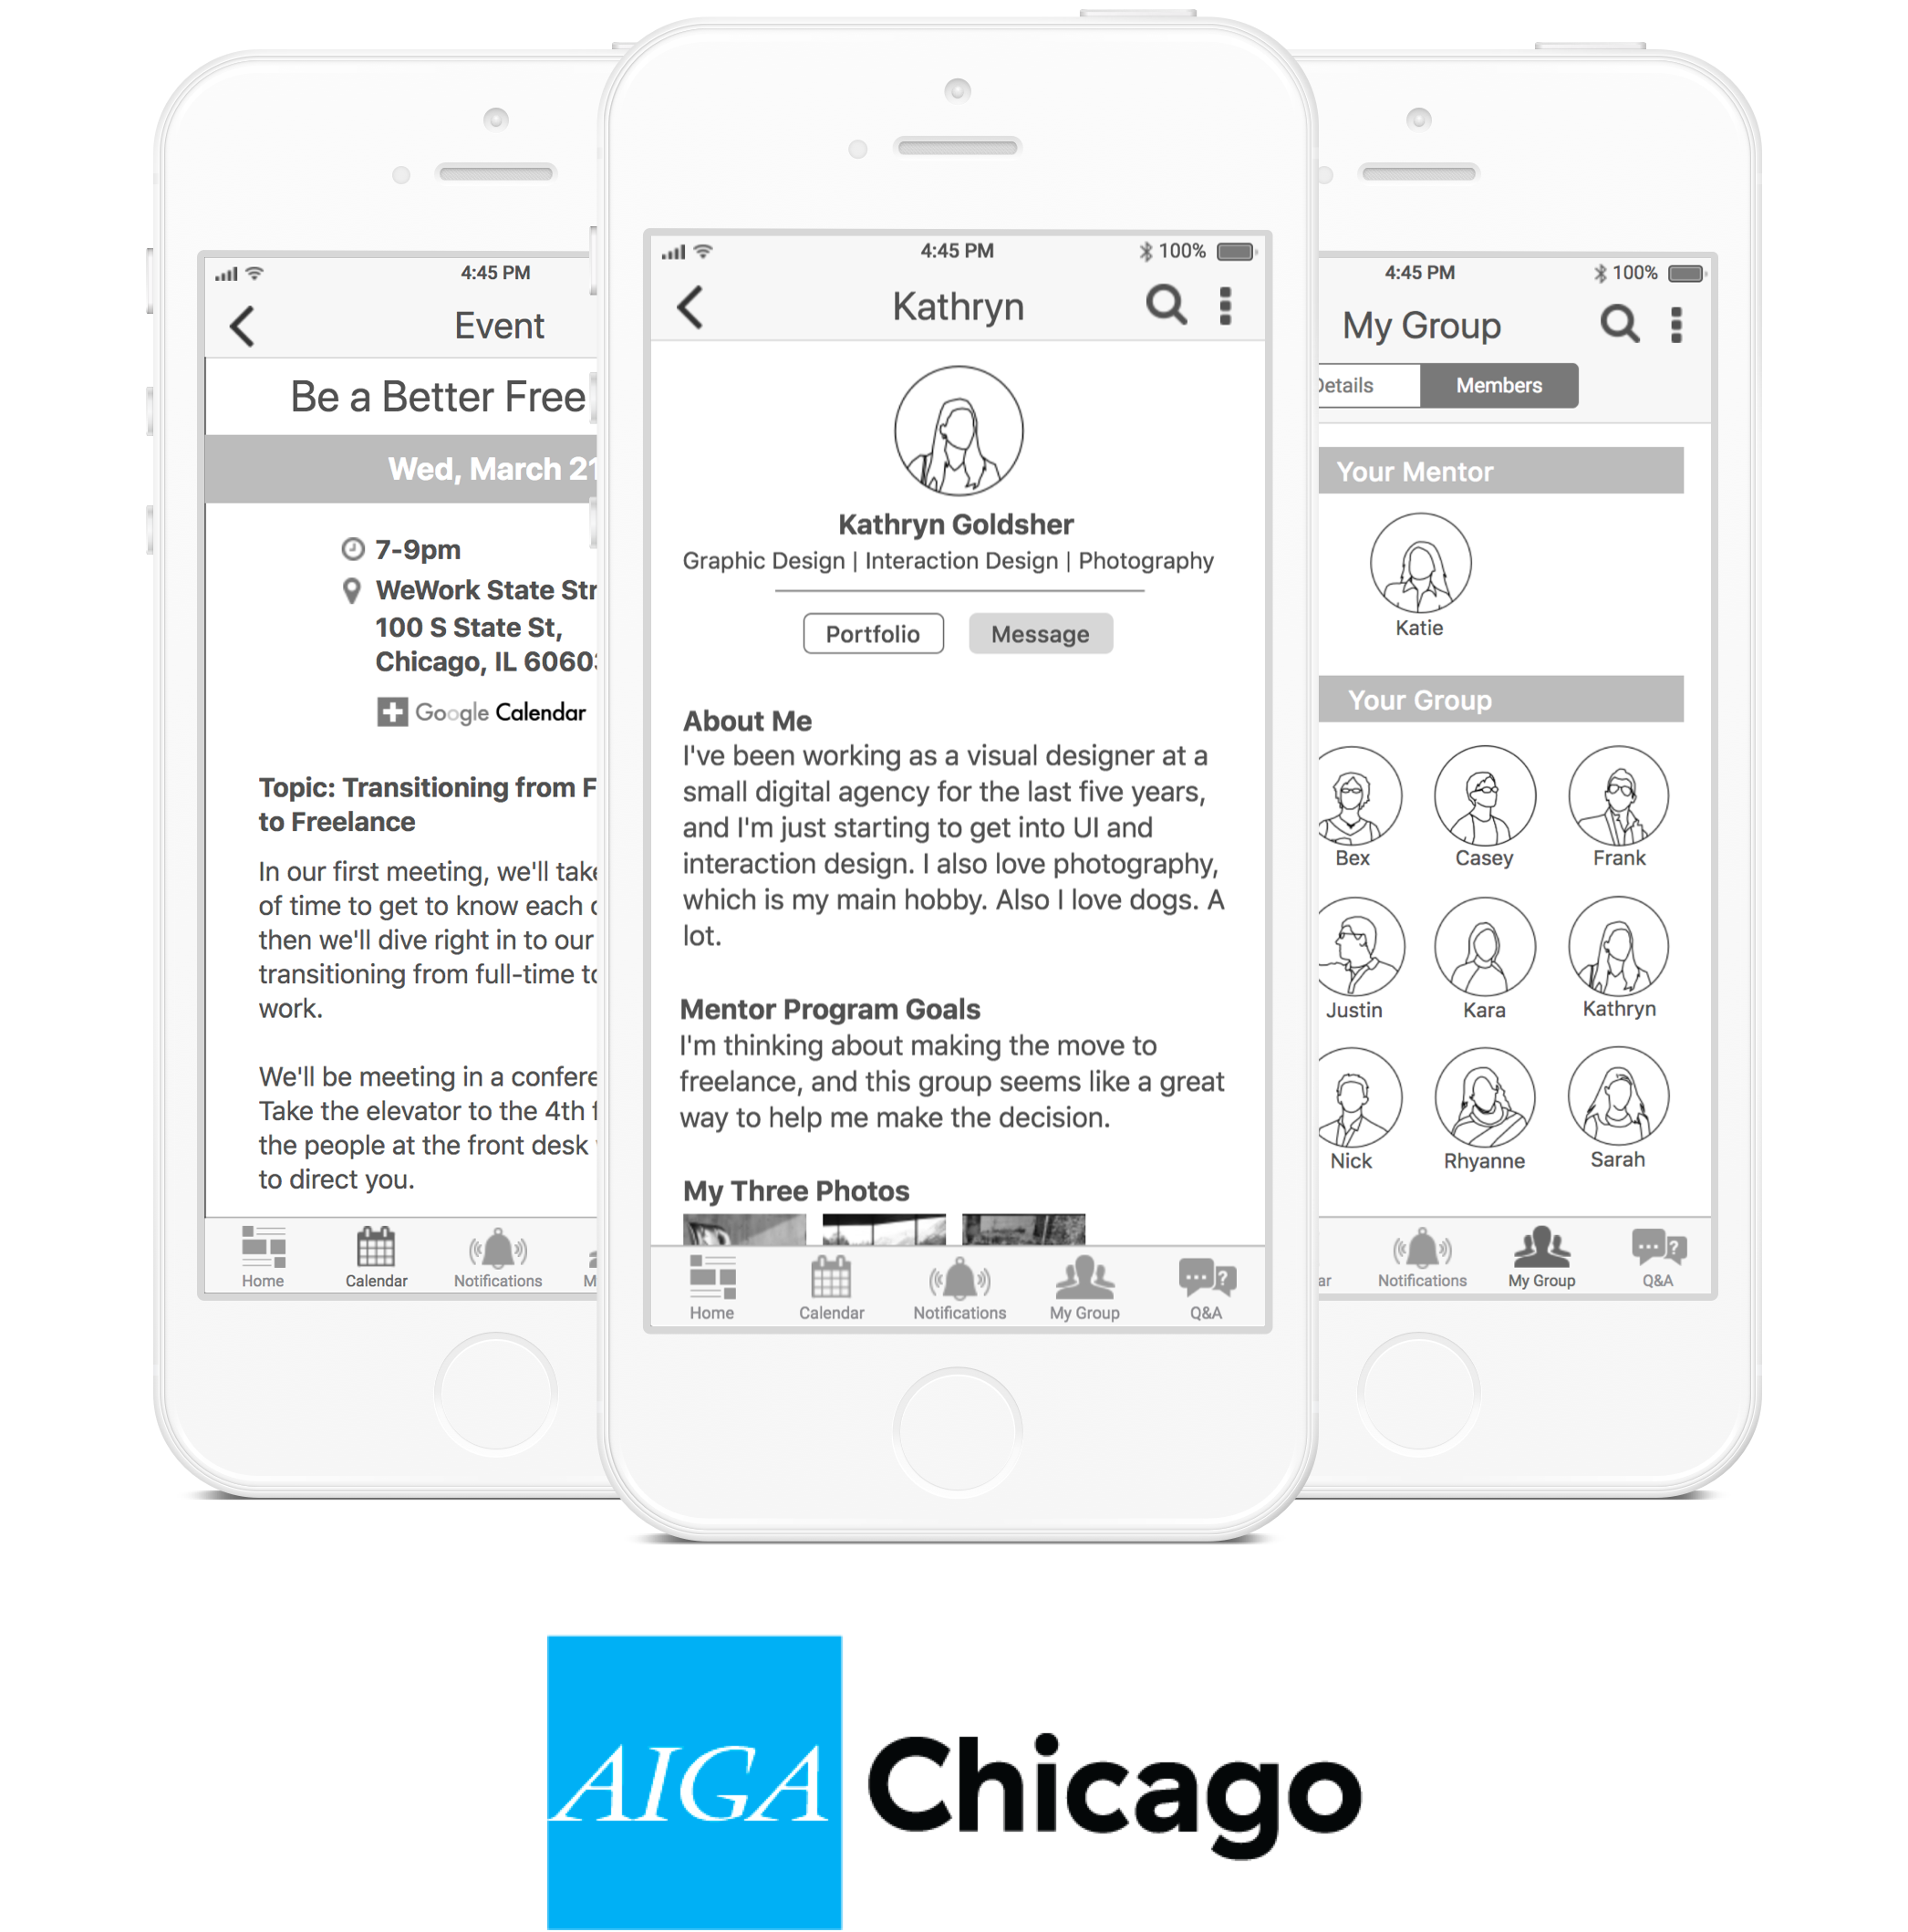 4:45 PM
Event
Be a Better Free
Wed, March 21
7-9pm
WeWork State Str
100 S State St,
Chicago, IL 60603
Google Calendar
Topic: Transitioning from F
to Freelance
In our first meeting, we'll take
of time to get to know each
then we'll dive right in to our
transitioning from full-time to
work.
We'll be meeting in a confere
Take the elevator to the 4th f
the people at the front desk
to direct you.
Home
Calendar
Notifications
M
4:45 PM
100%
Kathryn
Kathryn Goldsher
Graphic Design | Interaction Design | Photography
Portfolio
Message
About Me
I've been working as a visual designer at a
small digital agency for the last five years,
and I'm just starting to get into UI and
interaction design. I also love photography,
which is my main hobby. Also I love dogs. A
lot.
Mentor Program Goals
I'm thinking about making the move to
freelance, and this group seems like a great
way to help me make the decision.
My Three Photos
Home
Calendar
Notifications
My Group
Q&A
4:45 PM
100%
My Group
Details
Members
Your Mentor
Katie
Your Group
Bex
Casey
Frank
Justin
Kara
Kathryn
Nick
Rhyanne
Sarah
ar
Notifications
My Group
Q&A
AIGA Chicago